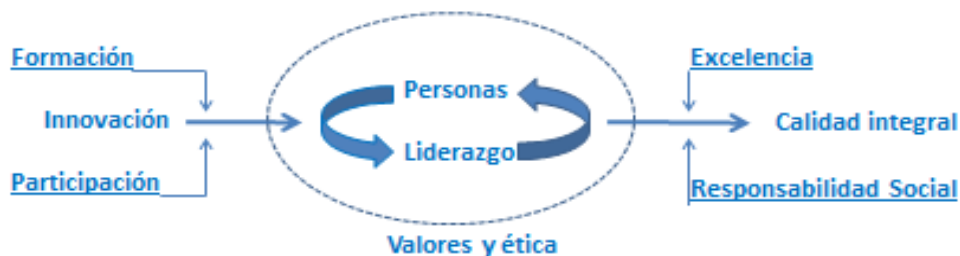 Formación
Excelencia
Personas
Innovación
Calidad integral
Liderazgo
Participación
Responsabilidad Social
Valores y ética